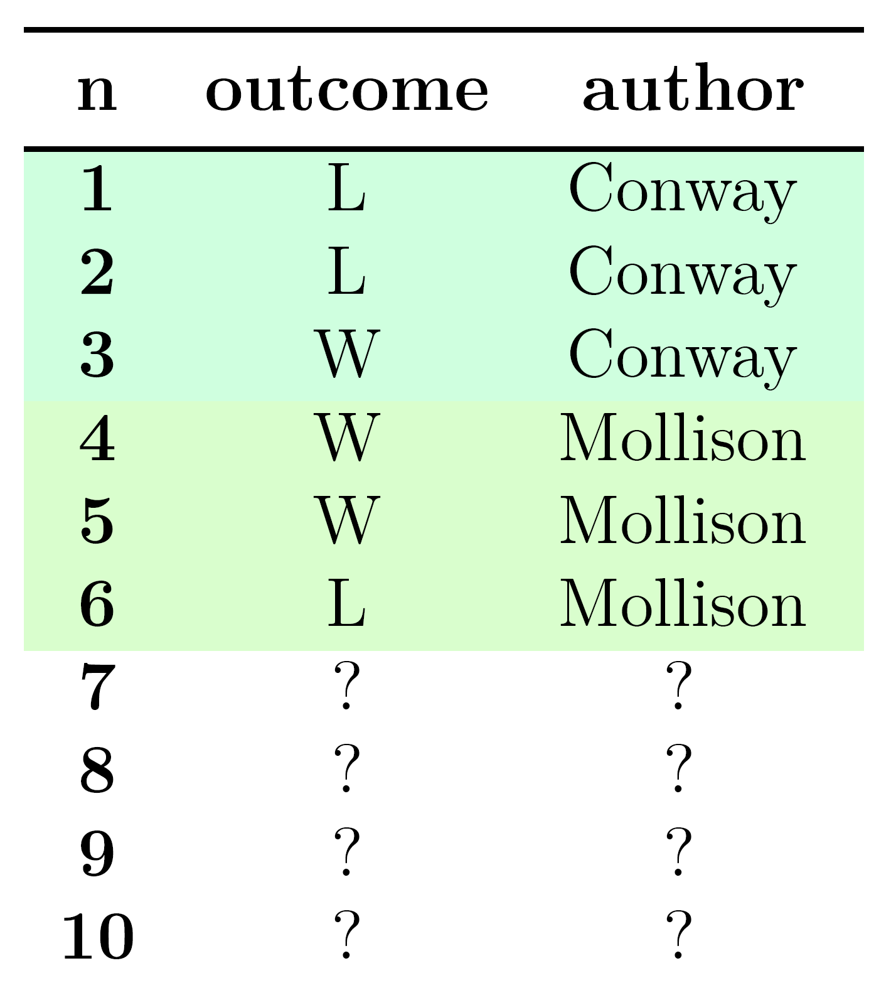 n outcome author
1 L Conway
2 L Conway
3 W Conway
4 W Mollison
5 W Mollison
6 L Mollison
7 ? ?
8 ? ?
9 ? ?
10 ? ?